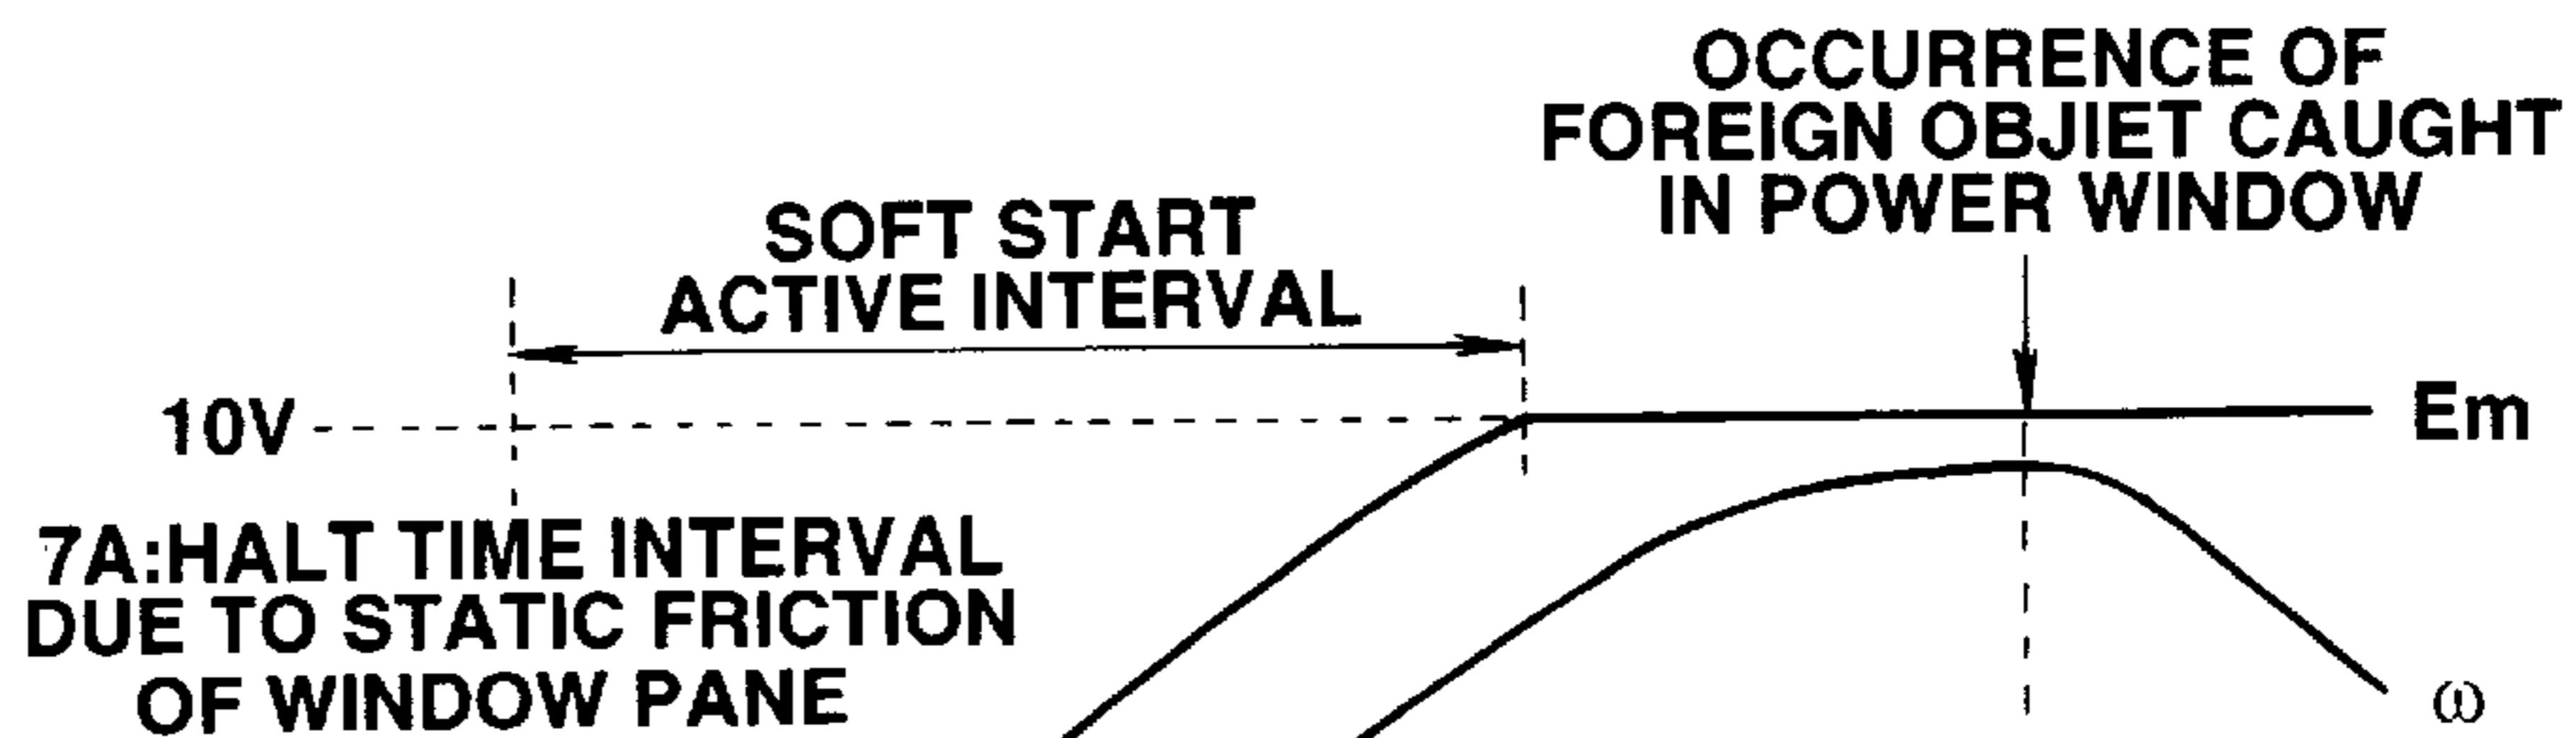 OCCURRENCE OF
FOREIGN OBJIET CAUGHT
IN POWER WINDOW
SOFT START
ACTIVE INTERVAL
10V
Em
7A:HALT TIME INTERVAL
DUE TO STATIC FRICTION
OF WINDOW PANE
ω